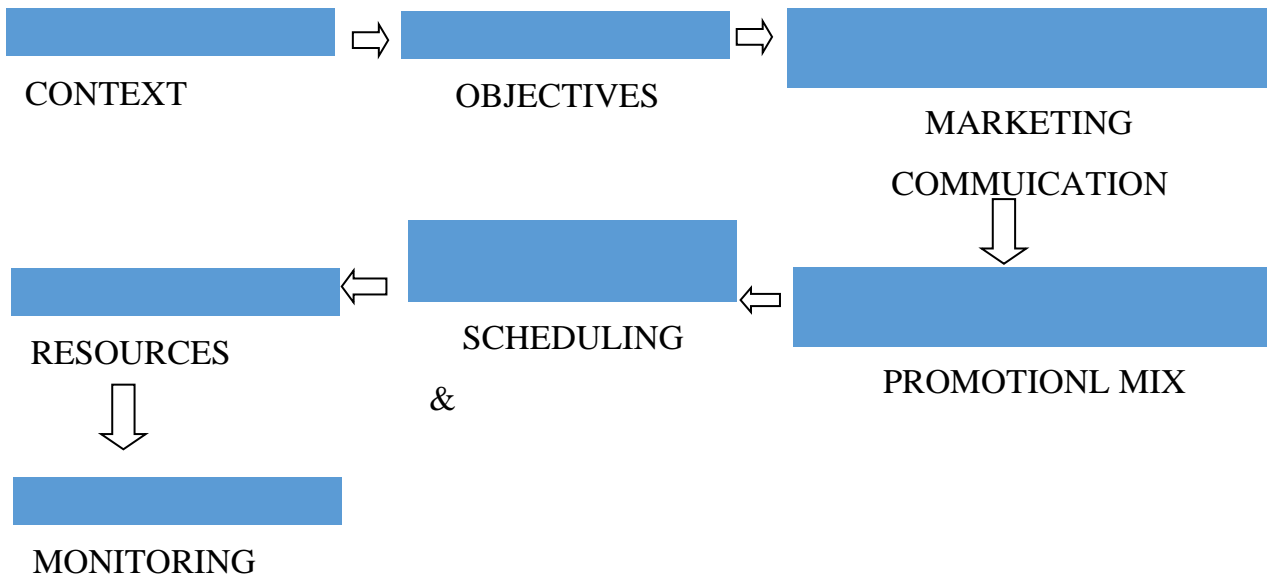 CONTEXT
OBJECTIVES
MARKETING
COMMUICATION
PROMOTIONL MIX
SCHEDULING
&
RESOURCES
MONITORING